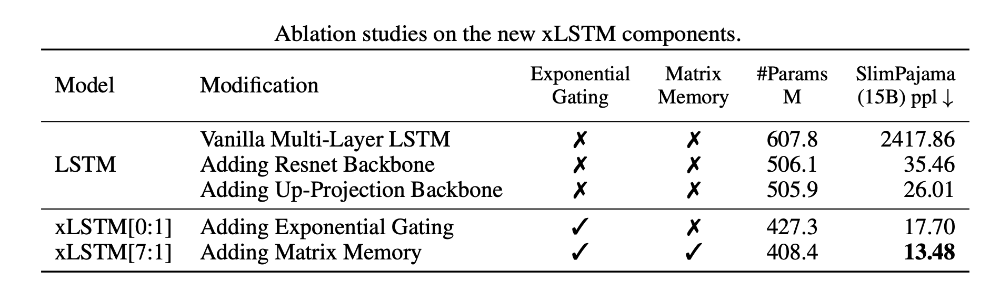 Ablation studies on the new xLSTM components.
Model Modification Exponential Gating Matrix Memory #Params M SlimPajama (15B) ppl ↓
LSTM Vanilla Multi-Layer LSTM ✗ ✗ 607.8 2417.86
Adding Resnet Backbone ✗ ✗ 506.1 35.46
Adding Up-Projection Backbone ✗ ✗ 505.9 26.01
xLSTM[0:1] Adding Exponential Gating ✓ ✗ 427.3 17.70
xLSTM[7:1] Adding Matrix Memory ✓ ✓ 408.4 13.48